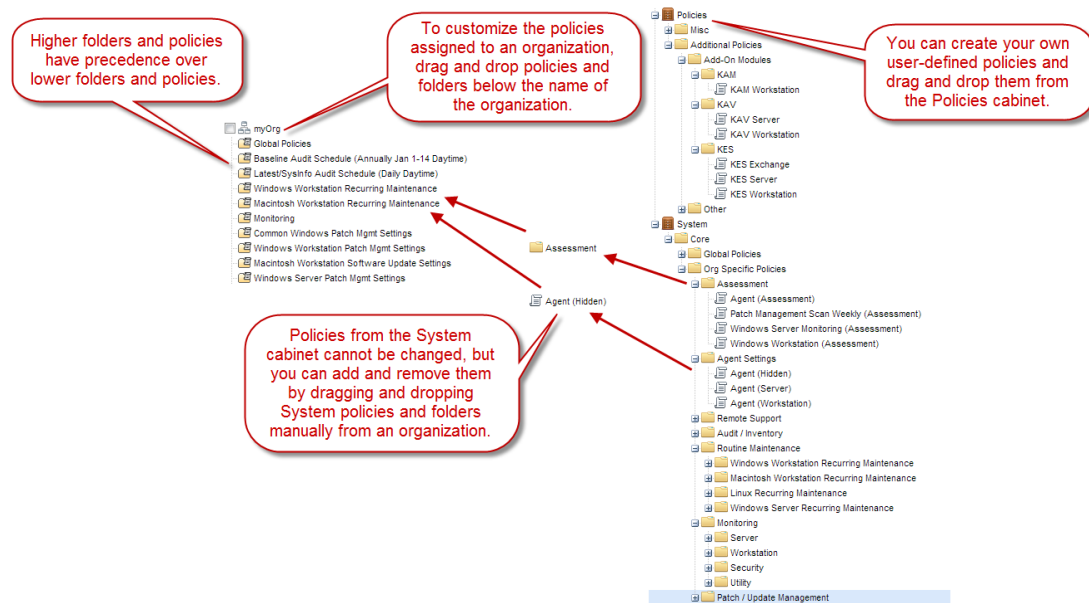 Higher folders and policies
have precedence over
lower folders and policies.
To customize the policies
assigned to an organization,
drag and drop policies and
folders below the name of
the organization.
You can create your own
user-defined policies and
drag and drop them from
the Policies cabinet.
myOrg
Global Policies
Baseline Audit Schedule (Annually Jan 1-14 Daytime)
Latest/SysInfo Audit Schedule (Daily Daytime)
Windows Workstation Recurring Maintenance
Macintosh Workstation Recurring Maintenance
Monitoring
Common Windows Patch Mgmt Settings
Windows Workstation Patch Mgmt Settings
Macintosh Workstation Software Update Settings
Windows Server Patch Mgmt Settings
Assessment
Agent (Hidden)
Policies from the System
cabinet cannot be changed, but
you can add and remove them
by dragging and dropping
System policies and folders
manually from an organization.
Policies
Misc
Additional Policies
Add-On Modules
KAM
KAM Workstation
KAV
KAV Server
KAV Workstation
KES
KES Exchange
KES Server
KES Workstation
Other
System
Core
Global Policies
Org Specific Policies
Assessment
Agent (Assessment)
Patch Management Scan Weekly (Assessment)
Windows Server Monitoring (Assessment)
Windows Workstation (Assessment)
Agent Settings
Agent (Hidden)
Agent (Server)
Agent (Workstation)
Remote Support
Audit / Inventory
Routine Maintenance
Windows Workstation Recurring Maintenance
Macintosh Workstation Recurring Maintenance
Linux Recurring Maintenance
Windows Server Recurring Maintenance
Monitoring
Server
Workstation
Security
Utility
Patch / Update Management